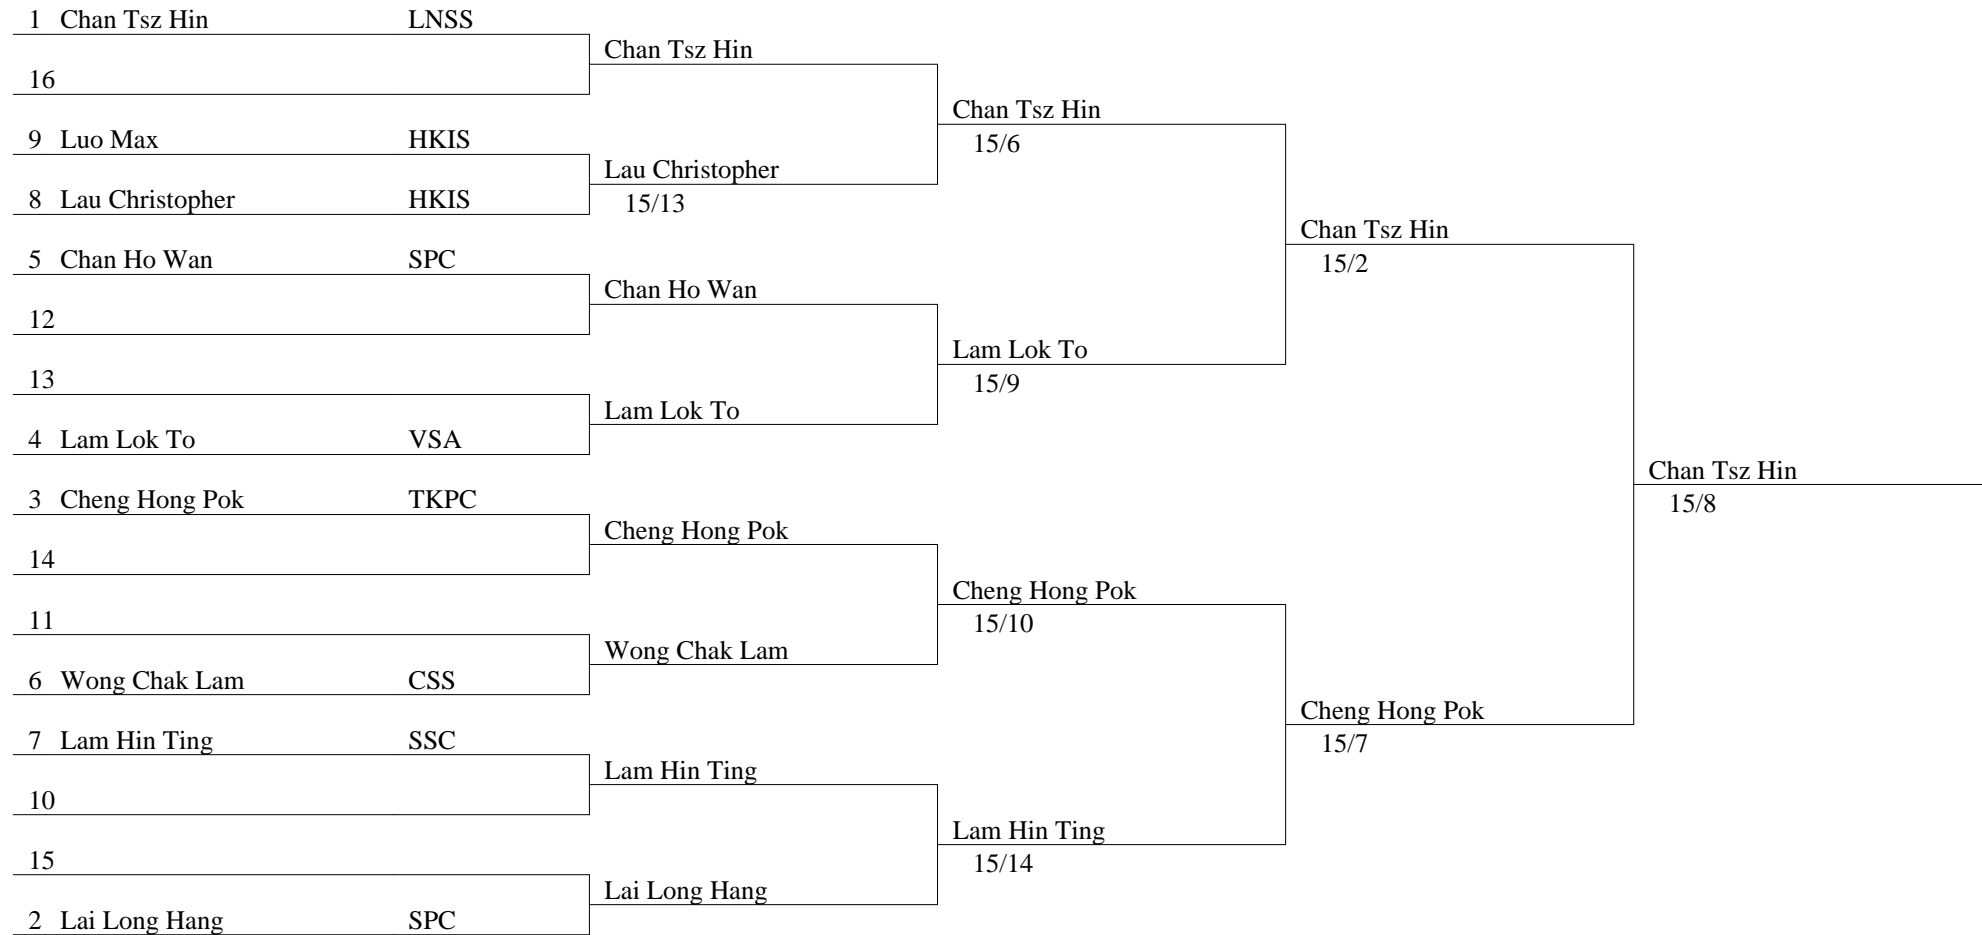 1 Chan Tsz Hin LNSS
Chan Tsz Hin
16
Chan Tsz Hin
15/6
9 Luo Max HKIS
Lau Christopher
15/13
8 Lau Christopher HKIS
Chan Tsz Hin
15/2
5 Chan Ho Wan SPC
Chan Ho Wan
12
Lam Lok To
15/9
13
Lam Lok To
4 Lam Lok To VSA
Chan Tsz Hin
15/8
3 Cheng Hong Pok TKPC
Cheng Hong Pok
14
Cheng Hong Pok
15/10
11
Wong Chak Lam
6 Wong Chak Lam CSS
Cheng Hong Pok
15/7
7 Lam Hin Ting SSC
Lam Hin Ting
10
Lam Hin Ting
15/14
15
Lai Long Hang
2 Lai Long Hang SPC